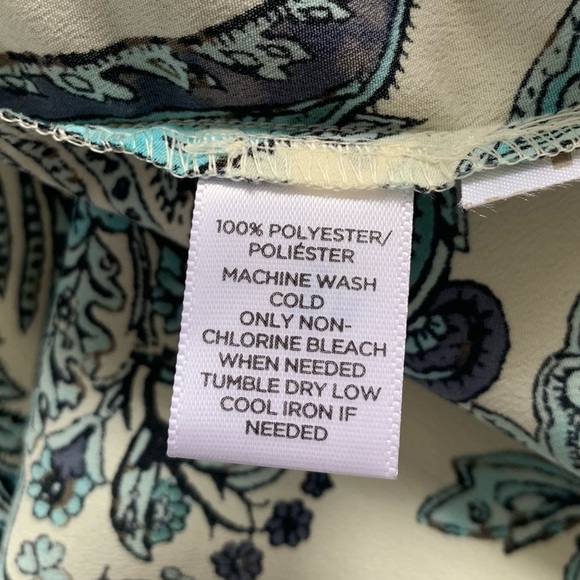 100% POLYESTER/
POLIÉSTER
MACHINE WASH
COLD
ONLY NON-
CHLORINE BLEACH
WHEN NEEDED
TUMBLE DRY LOW
COOL IRON IF
NEEDED